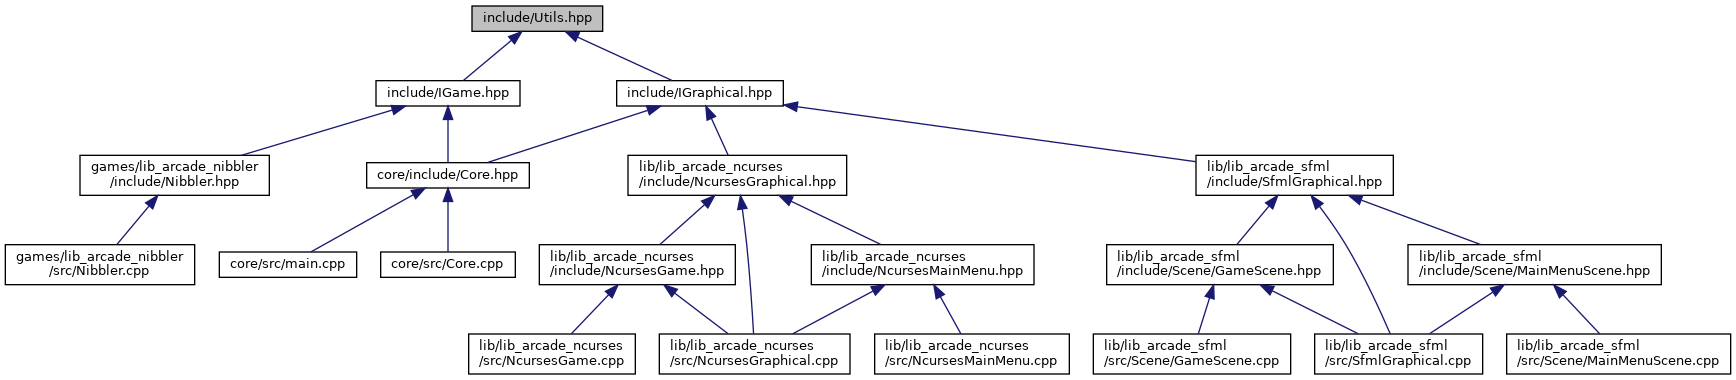 include/Utils.hpp
include/IGame.hpp
include/IGraphical.hpp
games/lib_arcade_nibbler
/include/Nibbler.hpp
core/include/Core.hpp
lib/lib_arcade_ncurses
/include/NcursesGraphical.hpp
lib/lib_arcade_sfml
/include/SfmlGraphical.hpp
games/lib_arcade_nibbler
/src/Nibbler.cpp
core/src/main.cpp
core/src/Core.cpp
lib/lib_arcade_ncurses
/include/NcursesGame.hpp
lib/lib_arcade_ncurses
/include/NcursesMainMenu.hpp
lib/lib_arcade_sfml
/include/Scene/GameScene.hpp
lib/lib_arcade_sfml
/include/Scene/MainMenuScene.hpp
lib/lib_arcade_ncurses
/src/NcursesGame.cpp
lib/lib_arcade_ncurses
/src/NcursesGraphical.cpp
lib/lib_arcade_ncurses
/src/NcursesMainMenu.cpp
lib/lib_arcade_sfml
/src/Scene/GameScene.cpp
lib/lib_arcade_sfml
/src/SfmlGraphical.cpp
lib/lib_arcade_sfml
/src/Scene/MainMenuScene.cpp